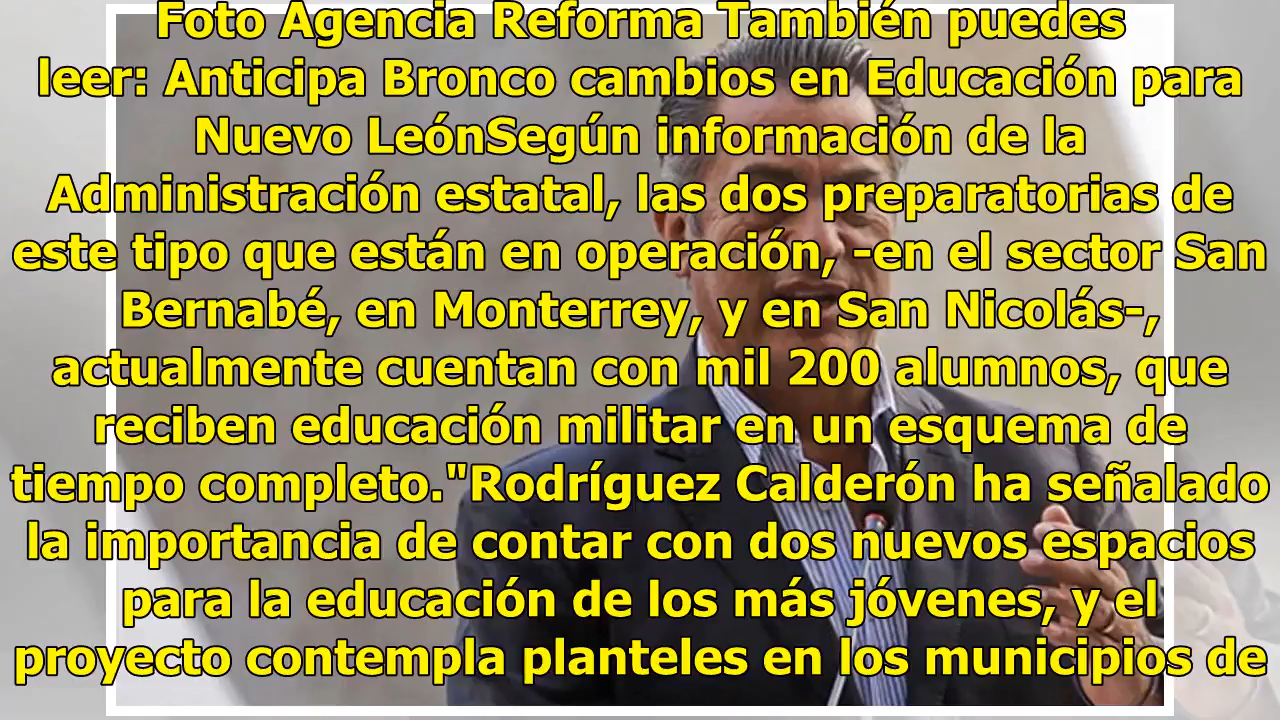 Foto Agencia Reforma También puedes
leer: Anticipa Bronco cambios en Educación para
Nuevo LeónSegún información de la
Administración estatal, las dos preparatorias de
este tipo que están en operación, -en el sector San
Bernabé, en Monterrey, y en San Nicolás-,
actualmente cuentan con mil 200 alumnos, que
reciben educación militar en un esquema de
tiempo completo."Rodríguez Calderón ha señalado
la importancia de contar con dos nuevos espacios
para la educación de los más jóvenes, y el
proyecto contempla planteles en los municipios de